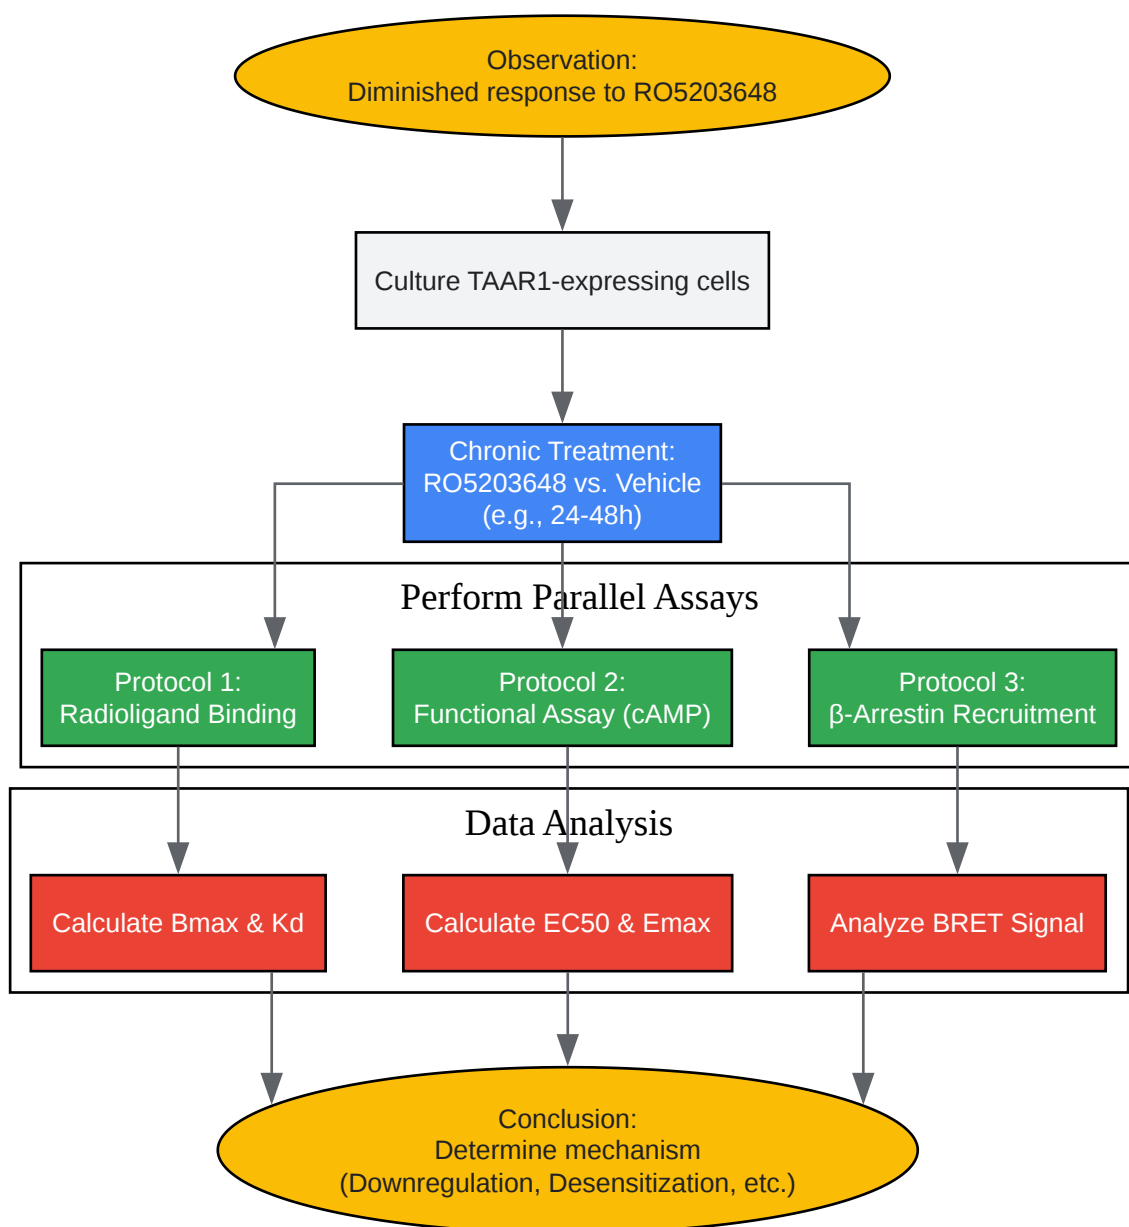 Observation:
Diminished response to RO5203648
Culture TAAR1-expressing cells
Chronic Treatment:
RO5203648 vs. Vehicle
(e.g., 24-48h)
Perform Parallel Assays
Protocol 1:
Radioligand Binding
Protocol 2:
Functional Assay (cAMP)
Protocol 3:
β-Arrestin Recruitment
Data Analysis
Calculate Bmax & Kd
Calculate EC50 & Emax
Analyze BRET Signal
Conclusion:
Determine mechanism
(Downregulation, Desensitization, etc.)